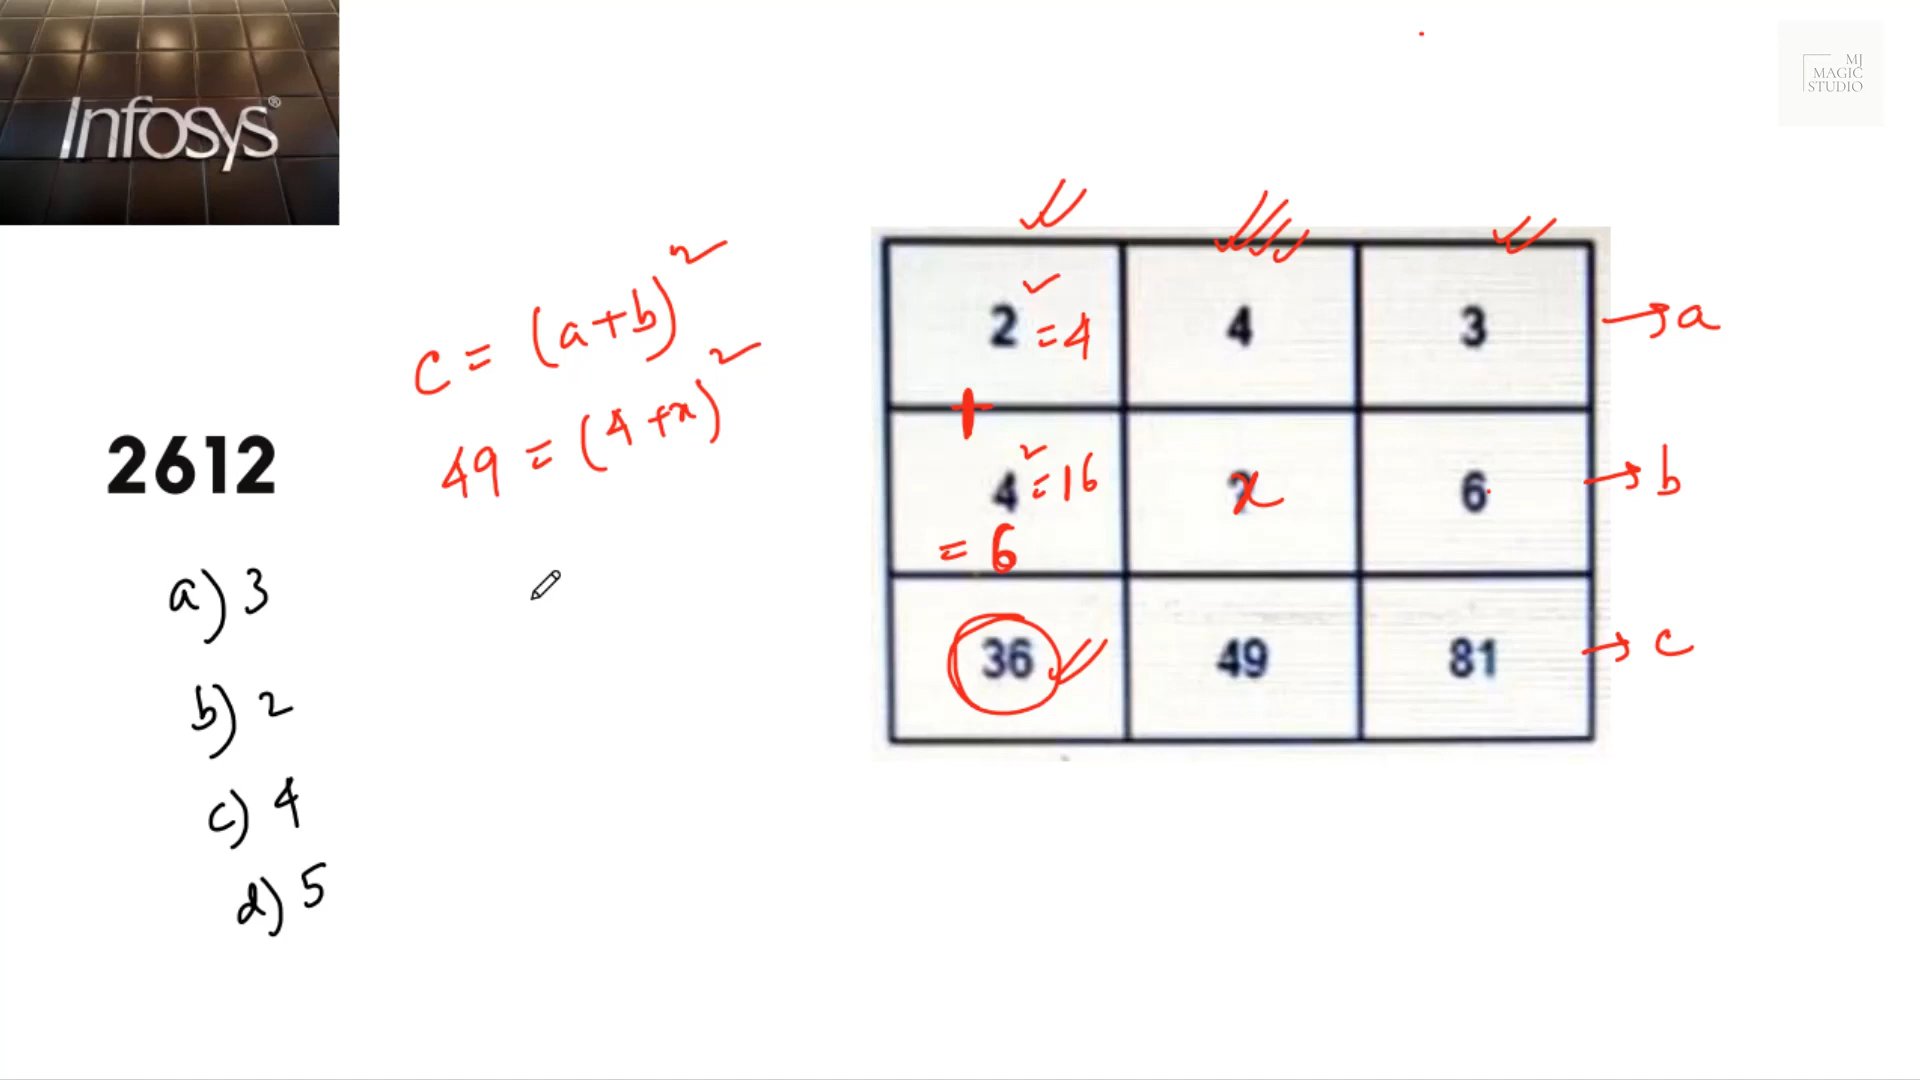 Infosys®
MJ
MAGIC
STUDIO
c = (a+b)²
49 = (4+x)²
2612
a) 3
b) 2
c) 4
d) 5
2 = 4 4 3 → a
+
4² = 16 x 6 → b
= 6
36 49 81 → c